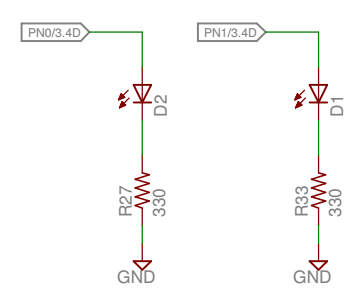 PN0/3.4D
PN1/3.4D
D2
D1
R27
330
R33
330
GND
GND